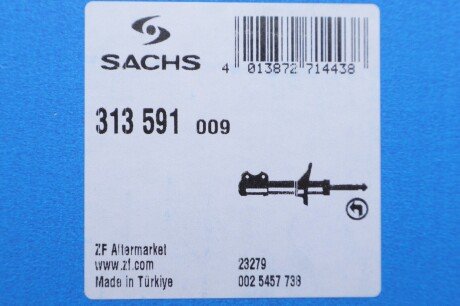 SACHS
4 013872 714438
313 591 009
ZF Aftermarket
www.zf.com
Made in Türkiye
23279
002 5457 738